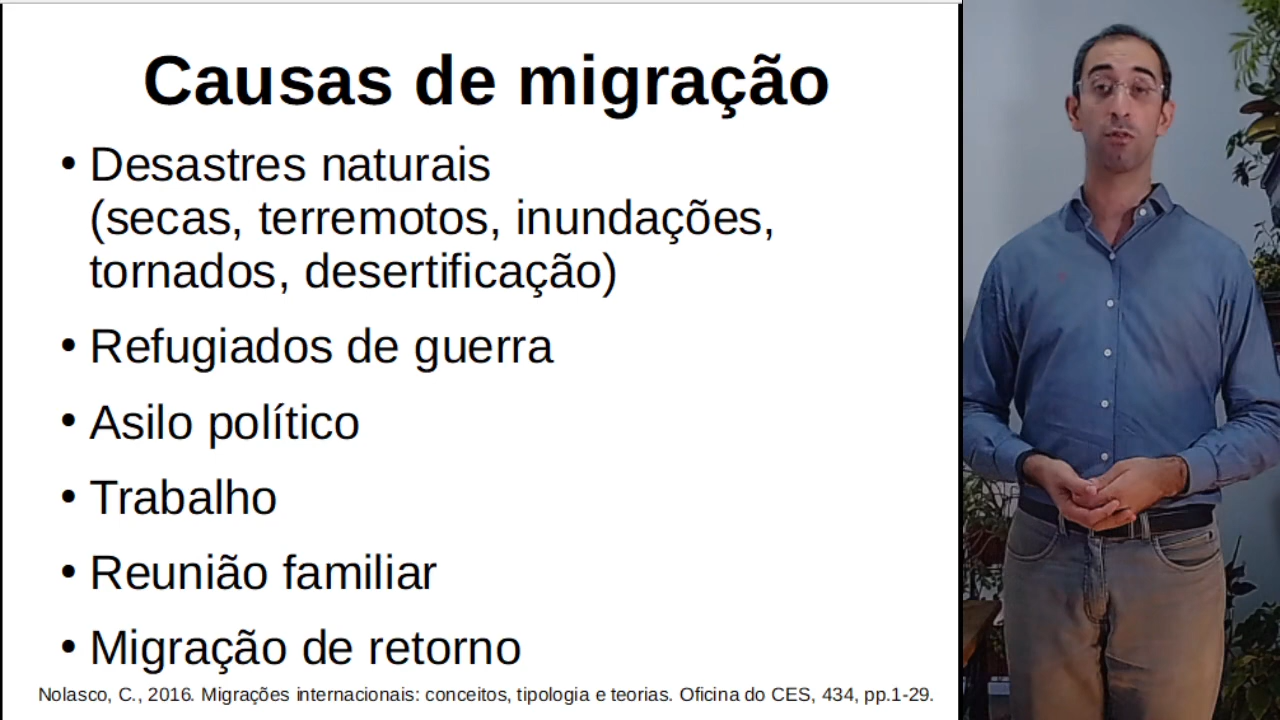 Causas de migração
• Desastres naturais
(secas, terremotos, inundações,
tornados, desertificação)
• Refugiados de guerra
• Asilo político
• Trabalho
• Reunião familiar
• Migração de retorno
Nolasco, C., 2016. Migrações internacionais: conceitos, tipologia e teorias. Oficina do CES, 434, pp.1-29.